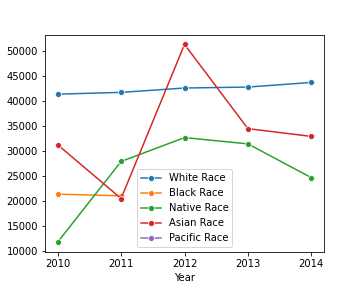 50000
45000
40000
35000
30000
25000
20000
15000
10000
White Race
Black Race
Native Race
Asian Race
Pacific Race
2010 2011 2012 2013 2014
Year